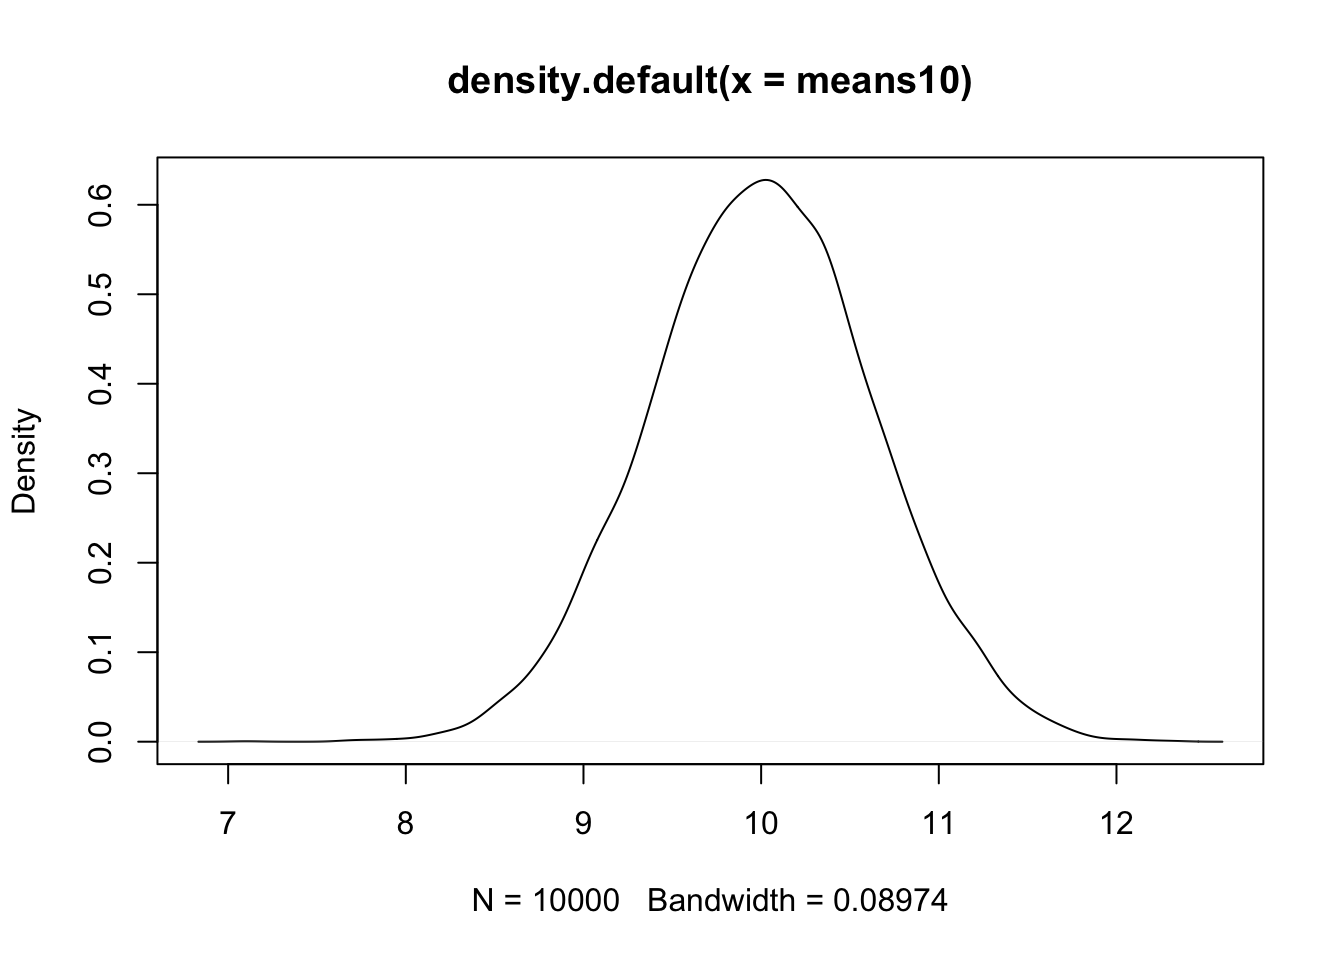 density.default(x = means10)
Density
0.6
0.5
0.4
0.3
0.2
0.1
0.0
7 8 9 10 11 12
N = 10000 Bandwidth = 0.08974